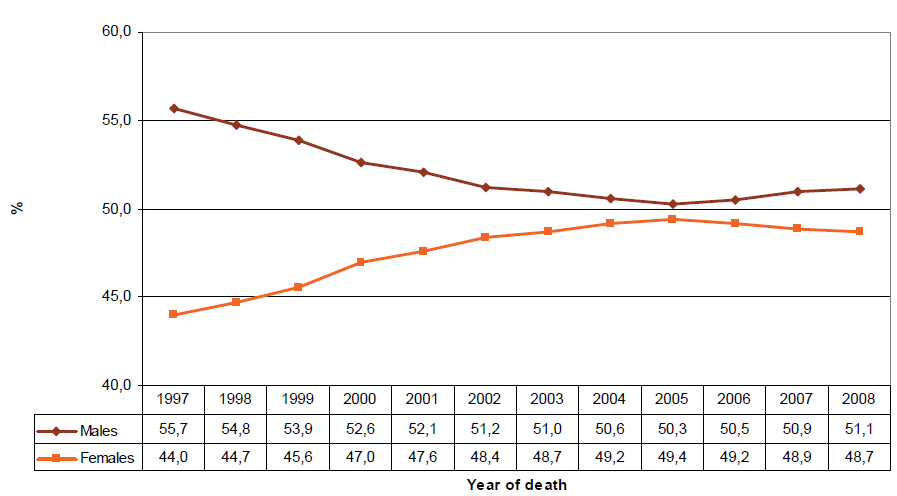 60,0
55,0
50,0
45,0
40,0
%
1997 1998 1999 2000 2001 2002 2003 2004 2005 2006 2007 2008
Males 55,7 54,8 53,9 52,6 52,1 51,2 51,0 50,6 50,3 50,5 50,9 51,1
Females 44,0 44,7 45,6 47,0 47,6 48,4 48,7 49,2 49,4 49,2 48,9 48,7
Year of death